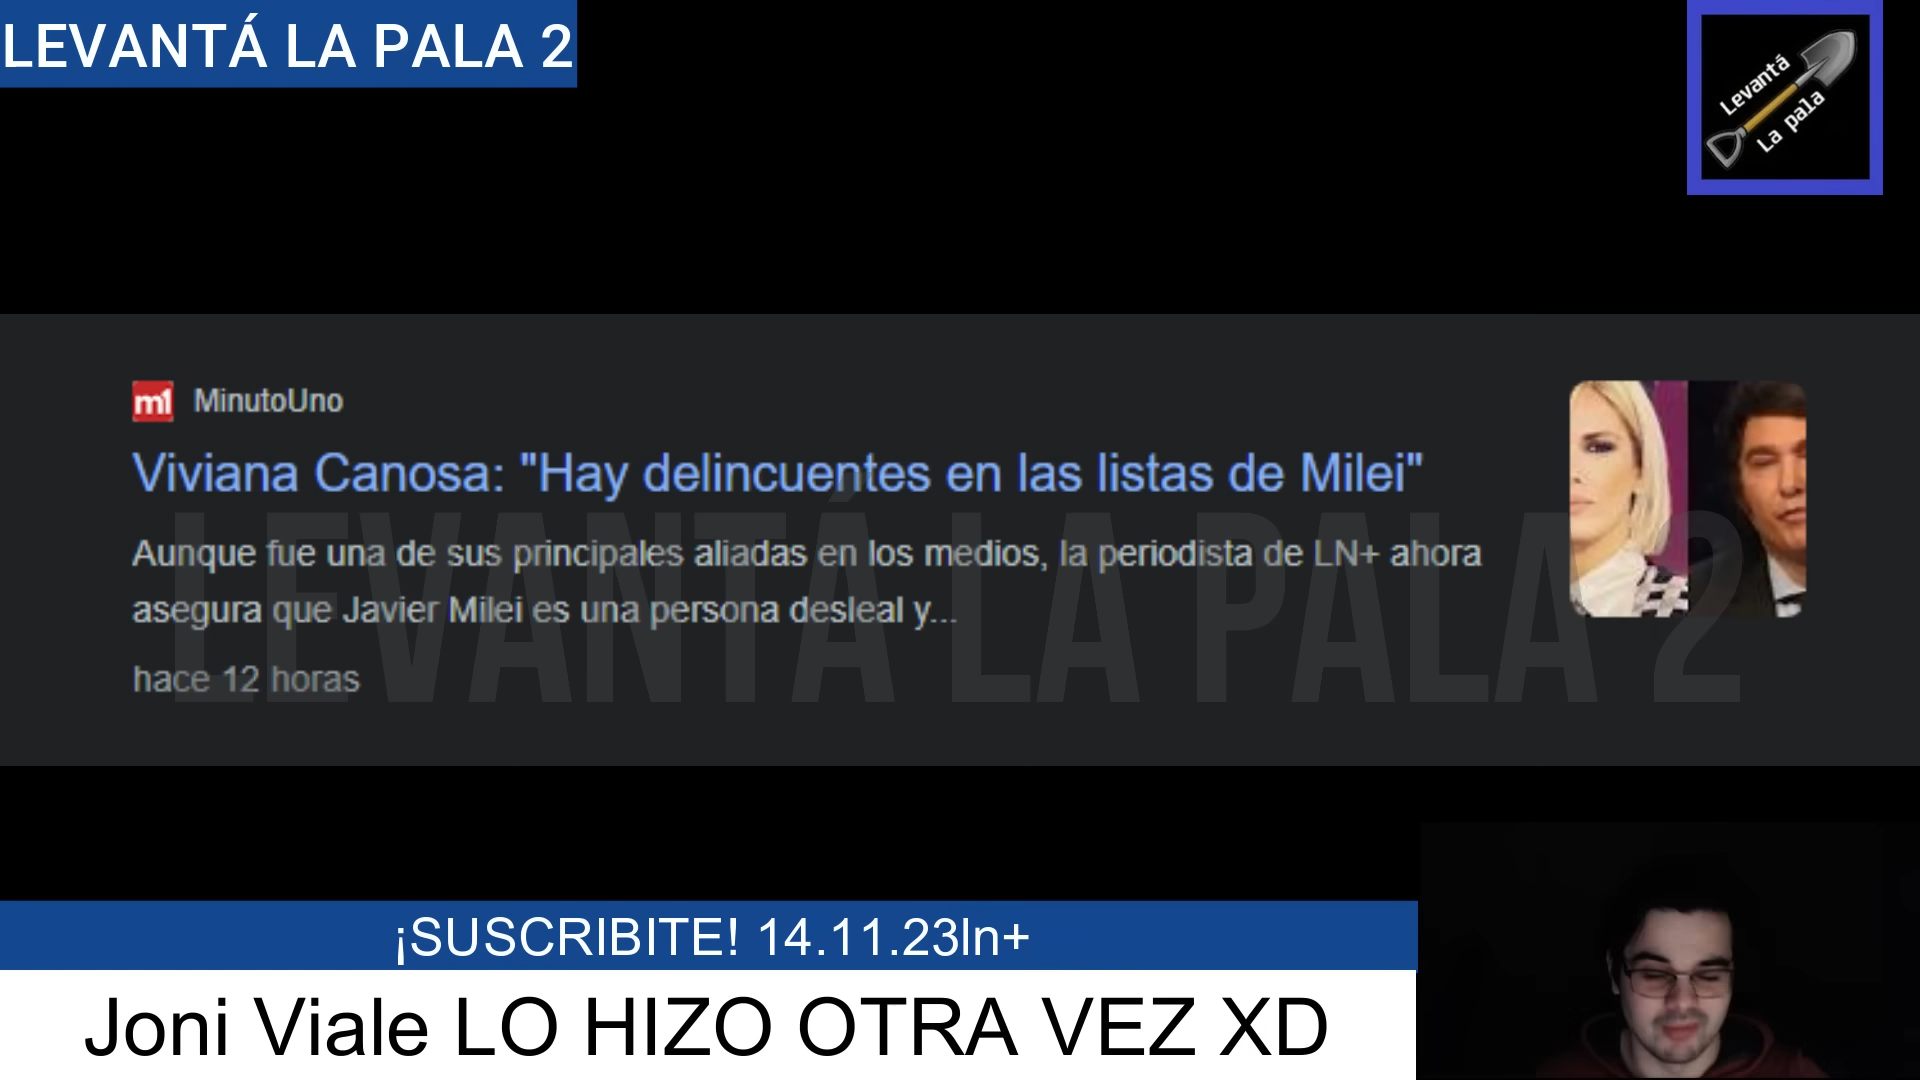 LEVANTÁ LA PALA 2
Levantá
La pala
m1 MinutoUno
Viviana Canosa: "Hay delincuentes en las listas de Milei"
Aunque fue una de sus principales aliadas en los medios, la periodista de LN+ ahora
asegura que Javier Milei es una persona desleal y...
hace 12 horas
LEVANTÁ LA PALA 2
¡SUSCRIBITE! 14.11.23ln+
Joni Viale LO HIZO OTRA VEZ XD